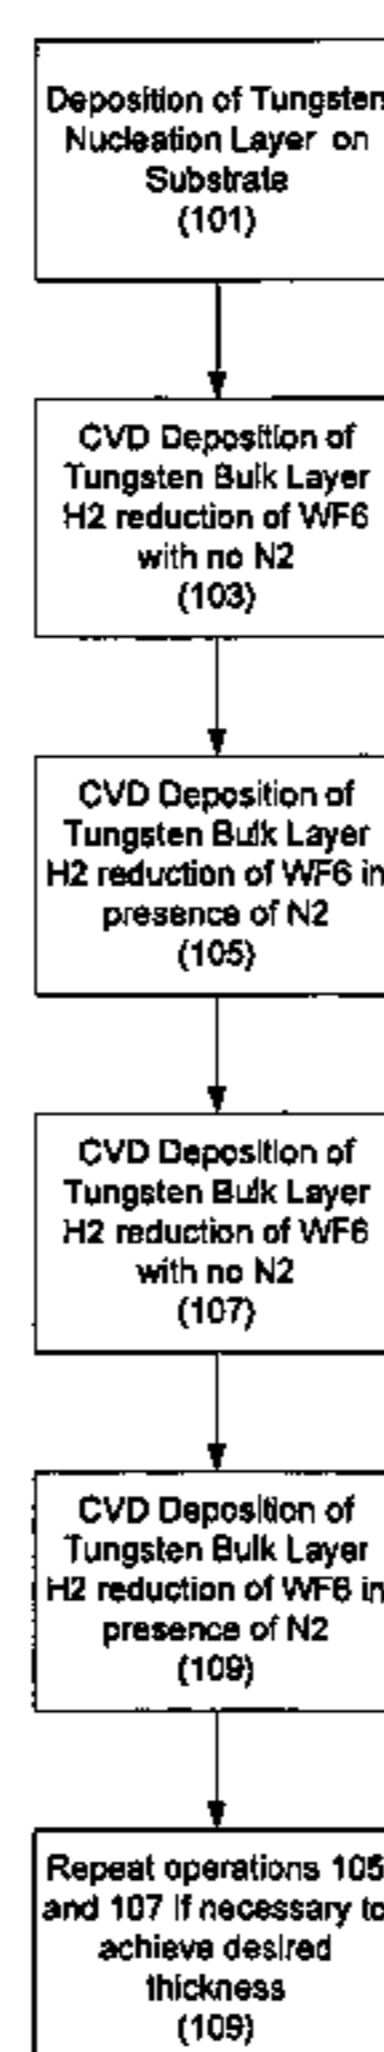 Deposition of Tungsten
Nucleation Layer on
Substrate
(101)
CVD Deposition of
Tungsten Bulk Layer
H2 reduction of WF6
with no N2
(103)
CVD Deposition of
Tungsten Bulk Layer
H2 reduction of WF6 in
presence of N2
(105)
CVD Deposition of
Tungsten Bulk Layer
H2 reduction of WF6
with no N2
(107)
CVD Deposition of
Tungsten Bulk Layer
H2 reduction of WF6 in
presence of N2
(109)
Repeat operations 105
and 107 if necessary to
achieve desired
thickness
(109)